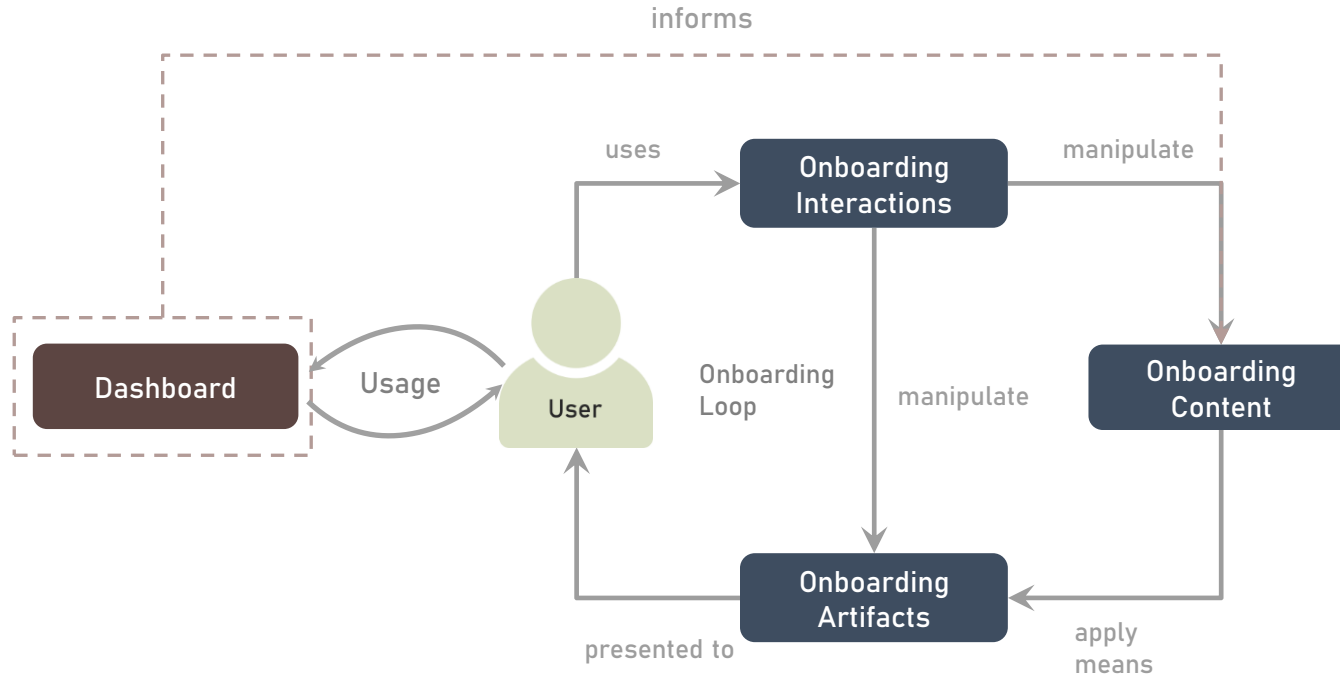 informs
uses
Onboarding
Interactions
manipulate
Dashboard
Usage
User
Onboarding
Loop
manipulate
Onboarding
Content
Onboarding
Artifacts
presented to
apply
means